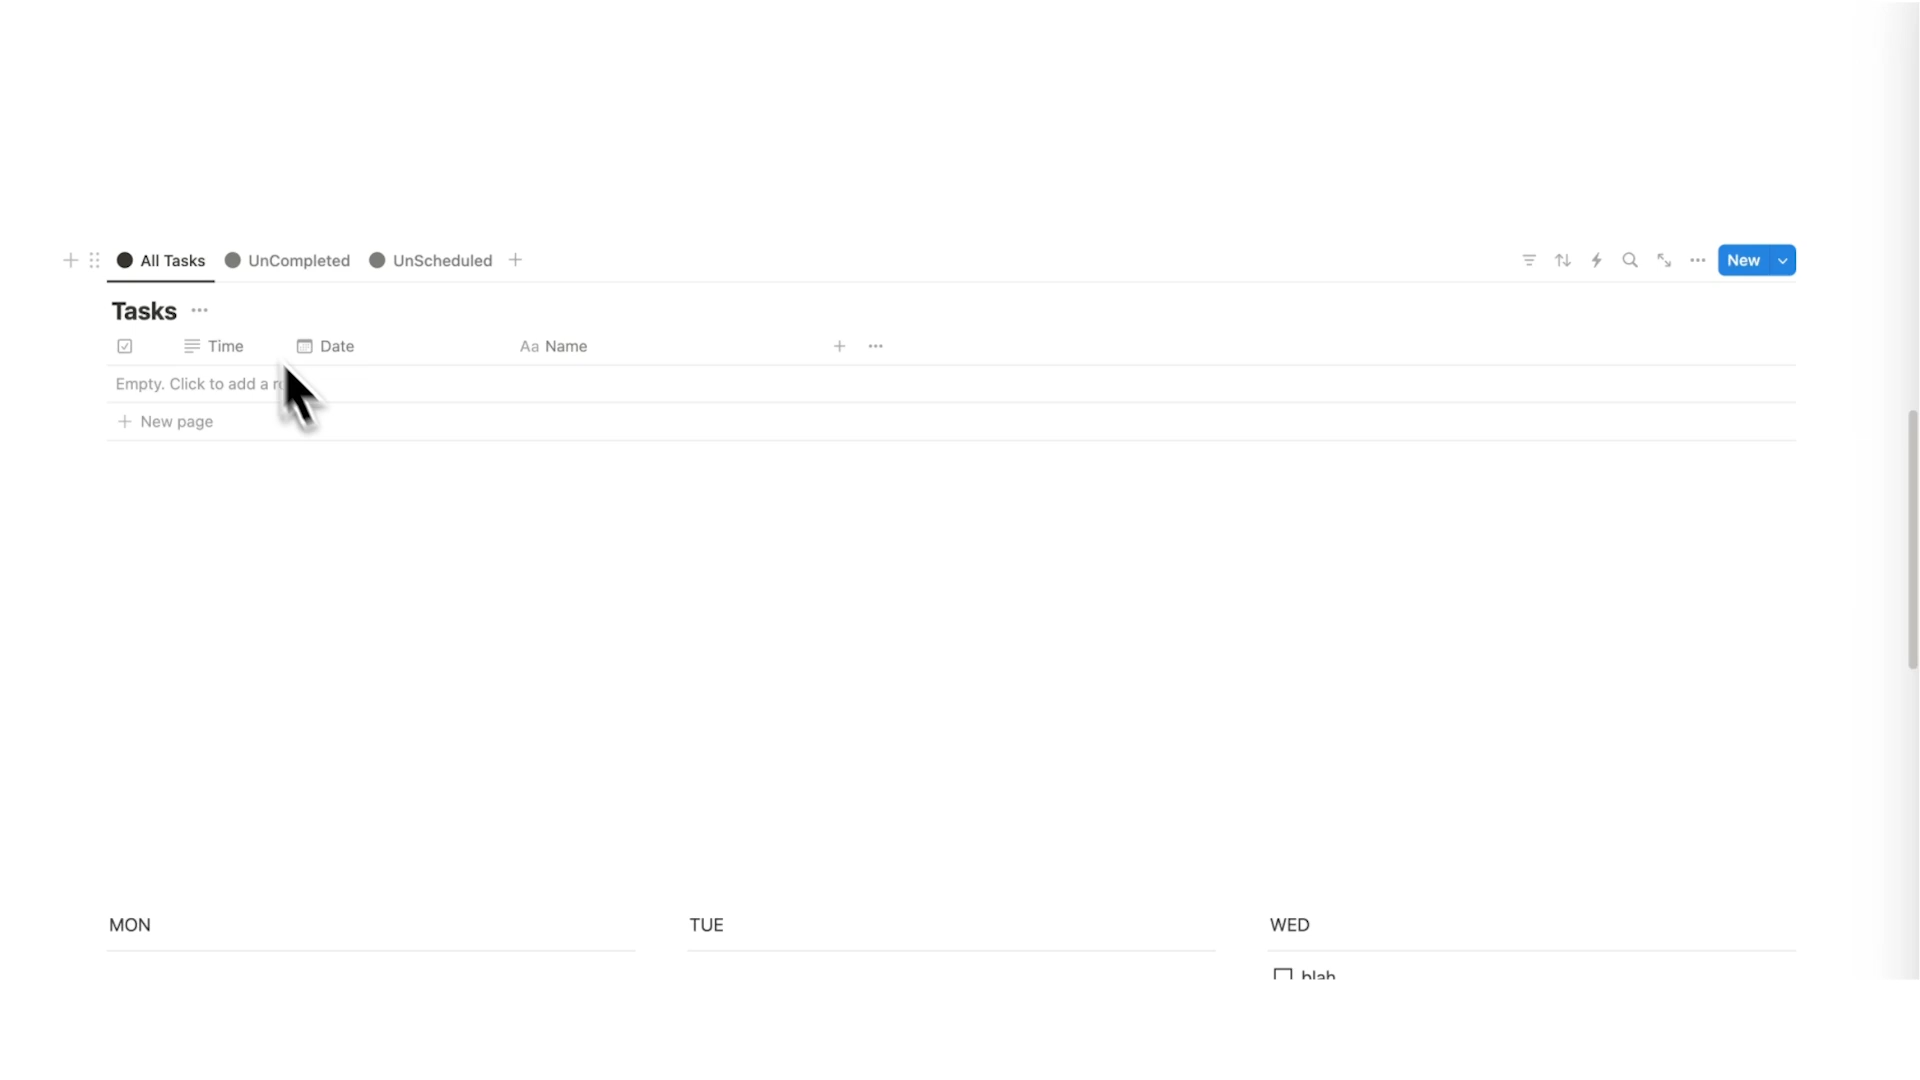 All Tasks UnCompleted UnScheduled New
Tasks
Time Date Aa Name
Empty. Click to add a
New page
MON TUE WED
blah